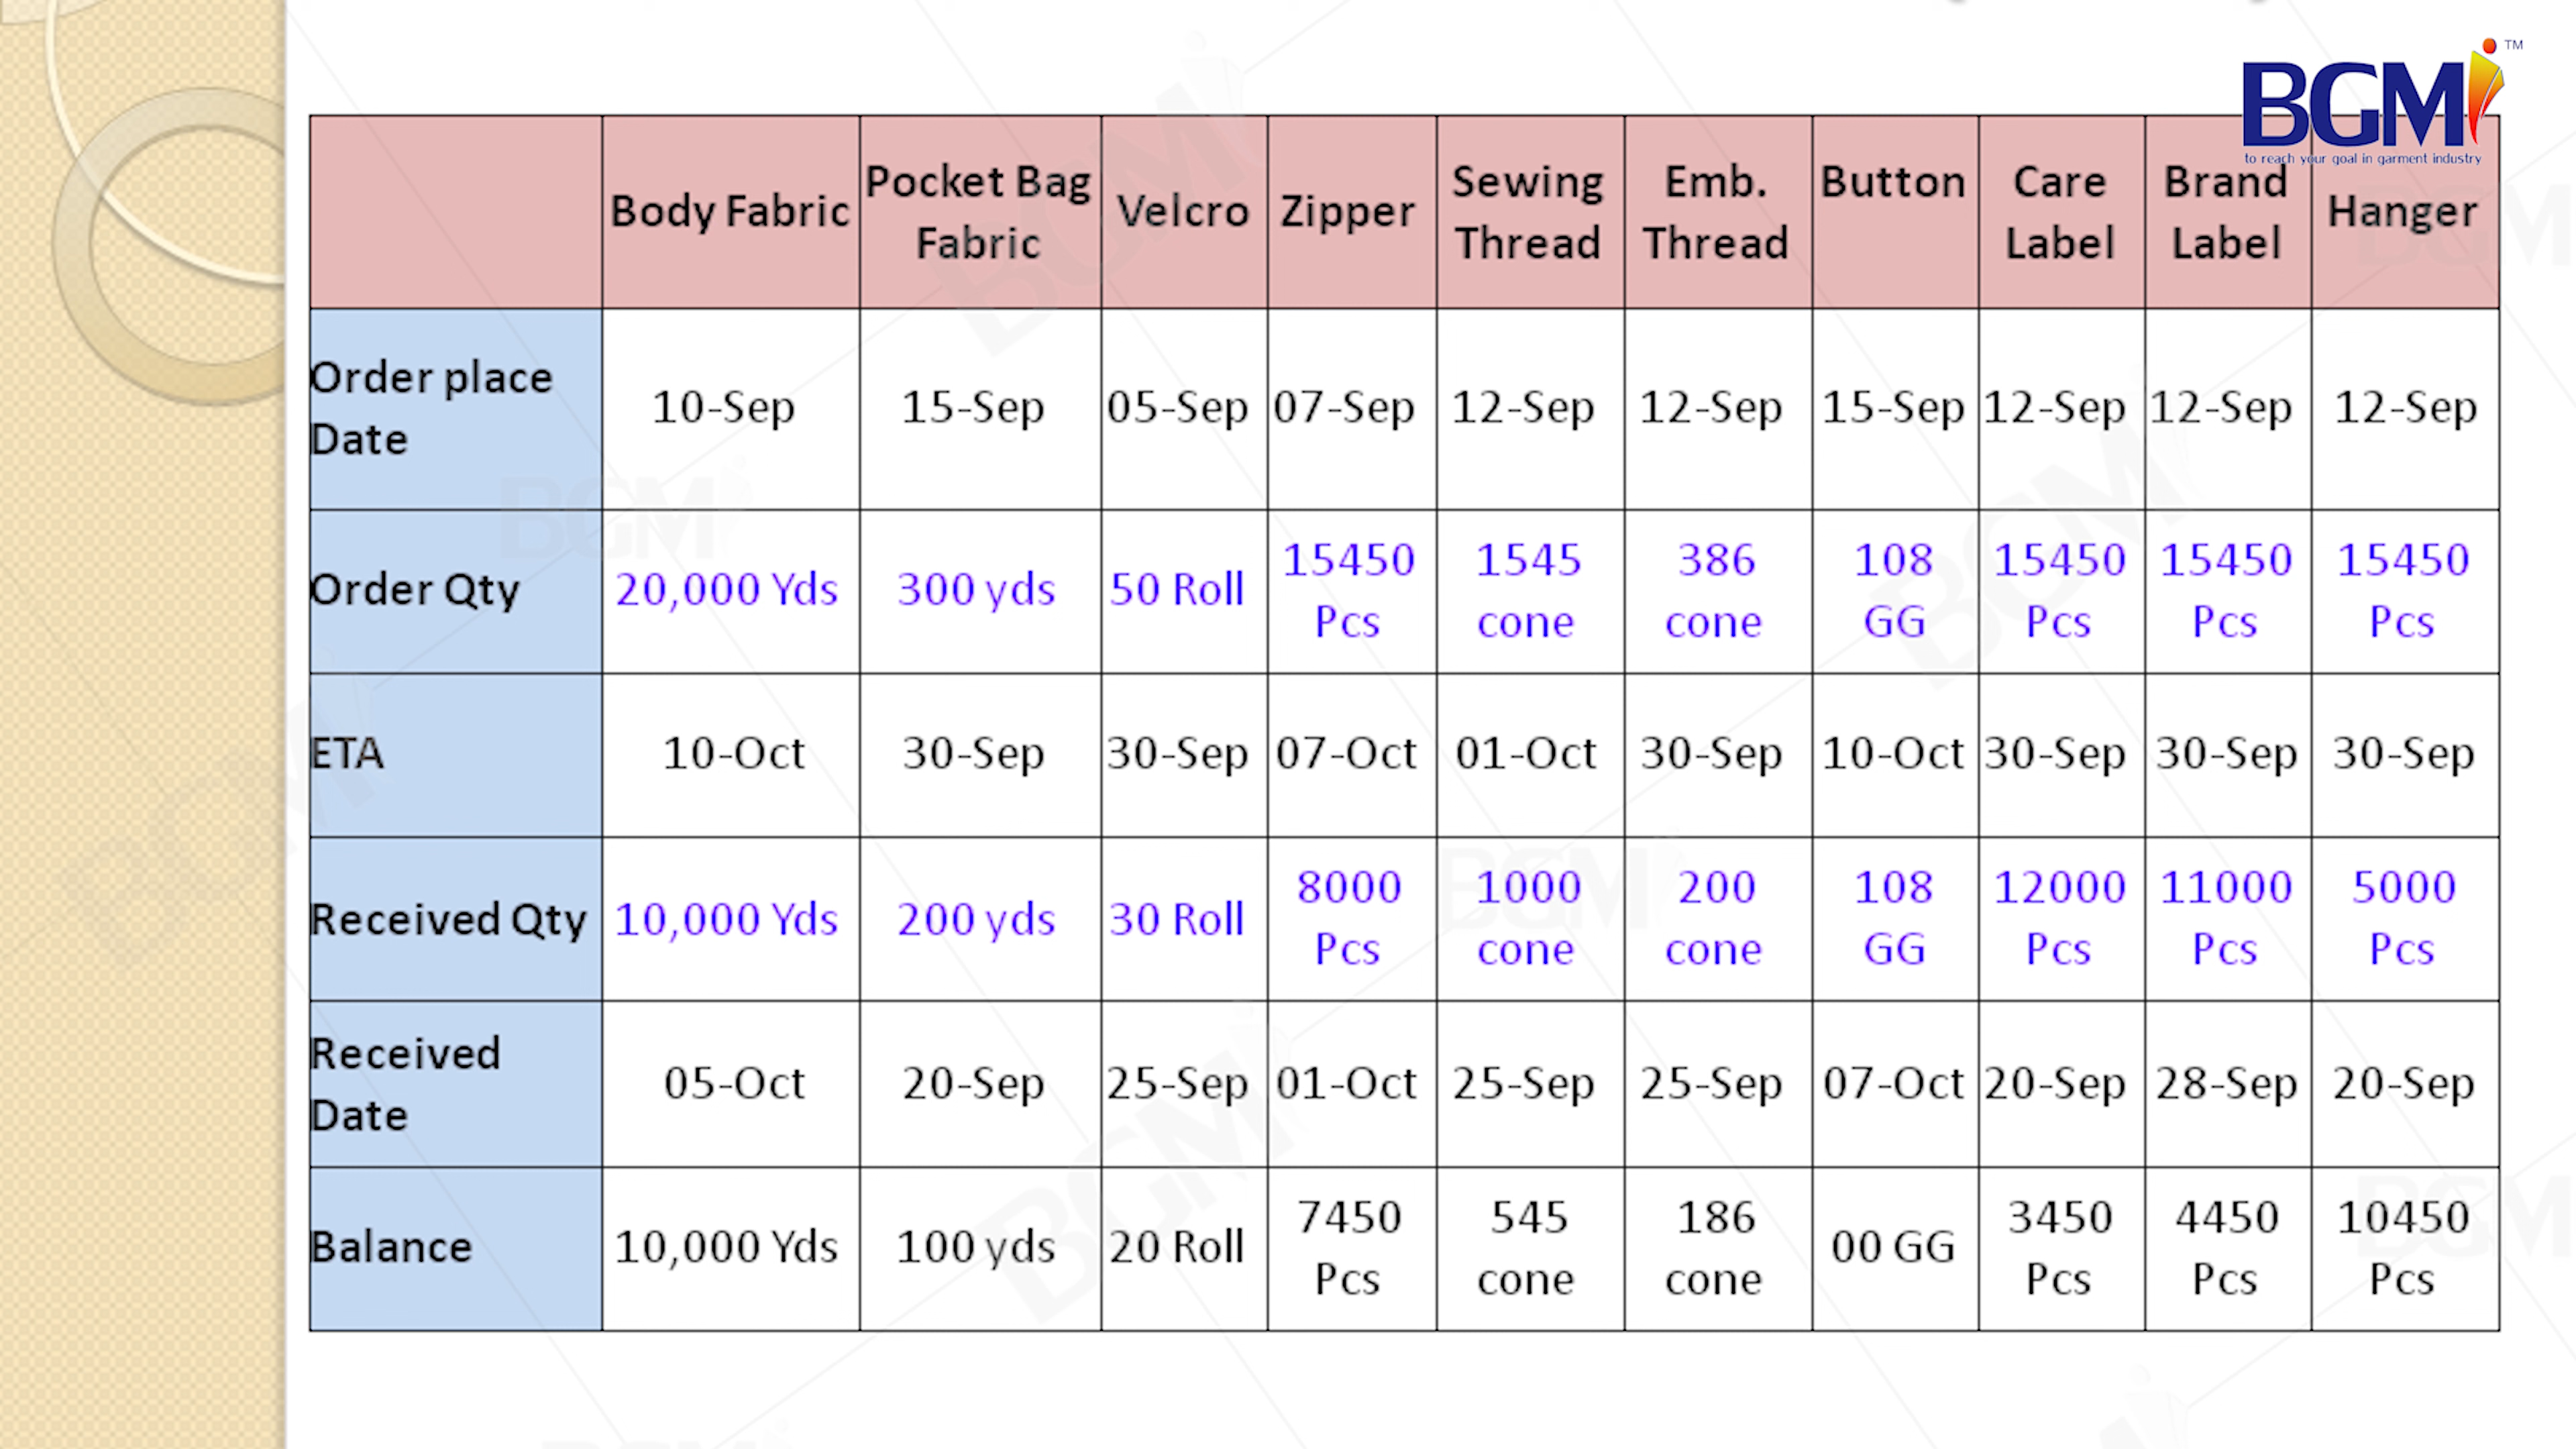 BGM TM
to reach your goal in garment industry
Body Fabric
Pocket Bag
Fabric
Velcro
Zipper
Sewing
Thread
Emb.
Thread
Button
Care
Label
Brand
Label
Hanger
Order place
Date
10-Sep
15-Sep
05-Sep
07-Sep
12-Sep
12-Sep
15-Sep
12-Sep
12-Sep
12-Sep
Order Qty
20,000 Yds
300 yds
50 Roll
15450
Pcs
1545
cone
386
cone
108
GG
15450
Pcs
15450
Pcs
15450
Pcs
ETA
10-Oct
30-Sep
30-Sep
07-Oct
01-Oct
30-Sep
10-Oct
30-Sep
30-Sep
30-Sep
Received Qty
10,000 Yds
200 yds
30 Roll
8000
Pcs
1000
cone
200
cone
108
GG
12000
Pcs
11000
Pcs
5000
Pcs
Received
Date
05-Oct
20-Sep
25-Sep
01-Oct
25-Sep
25-Sep
07-Oct
20-Sep
28-Sep
20-Sep
Balance
10,000 Yds
100 yds
20 Roll
7450
Pcs
545
cone
186
cone
00 GG
3450
Pcs
4450
Pcs
10450
Pcs